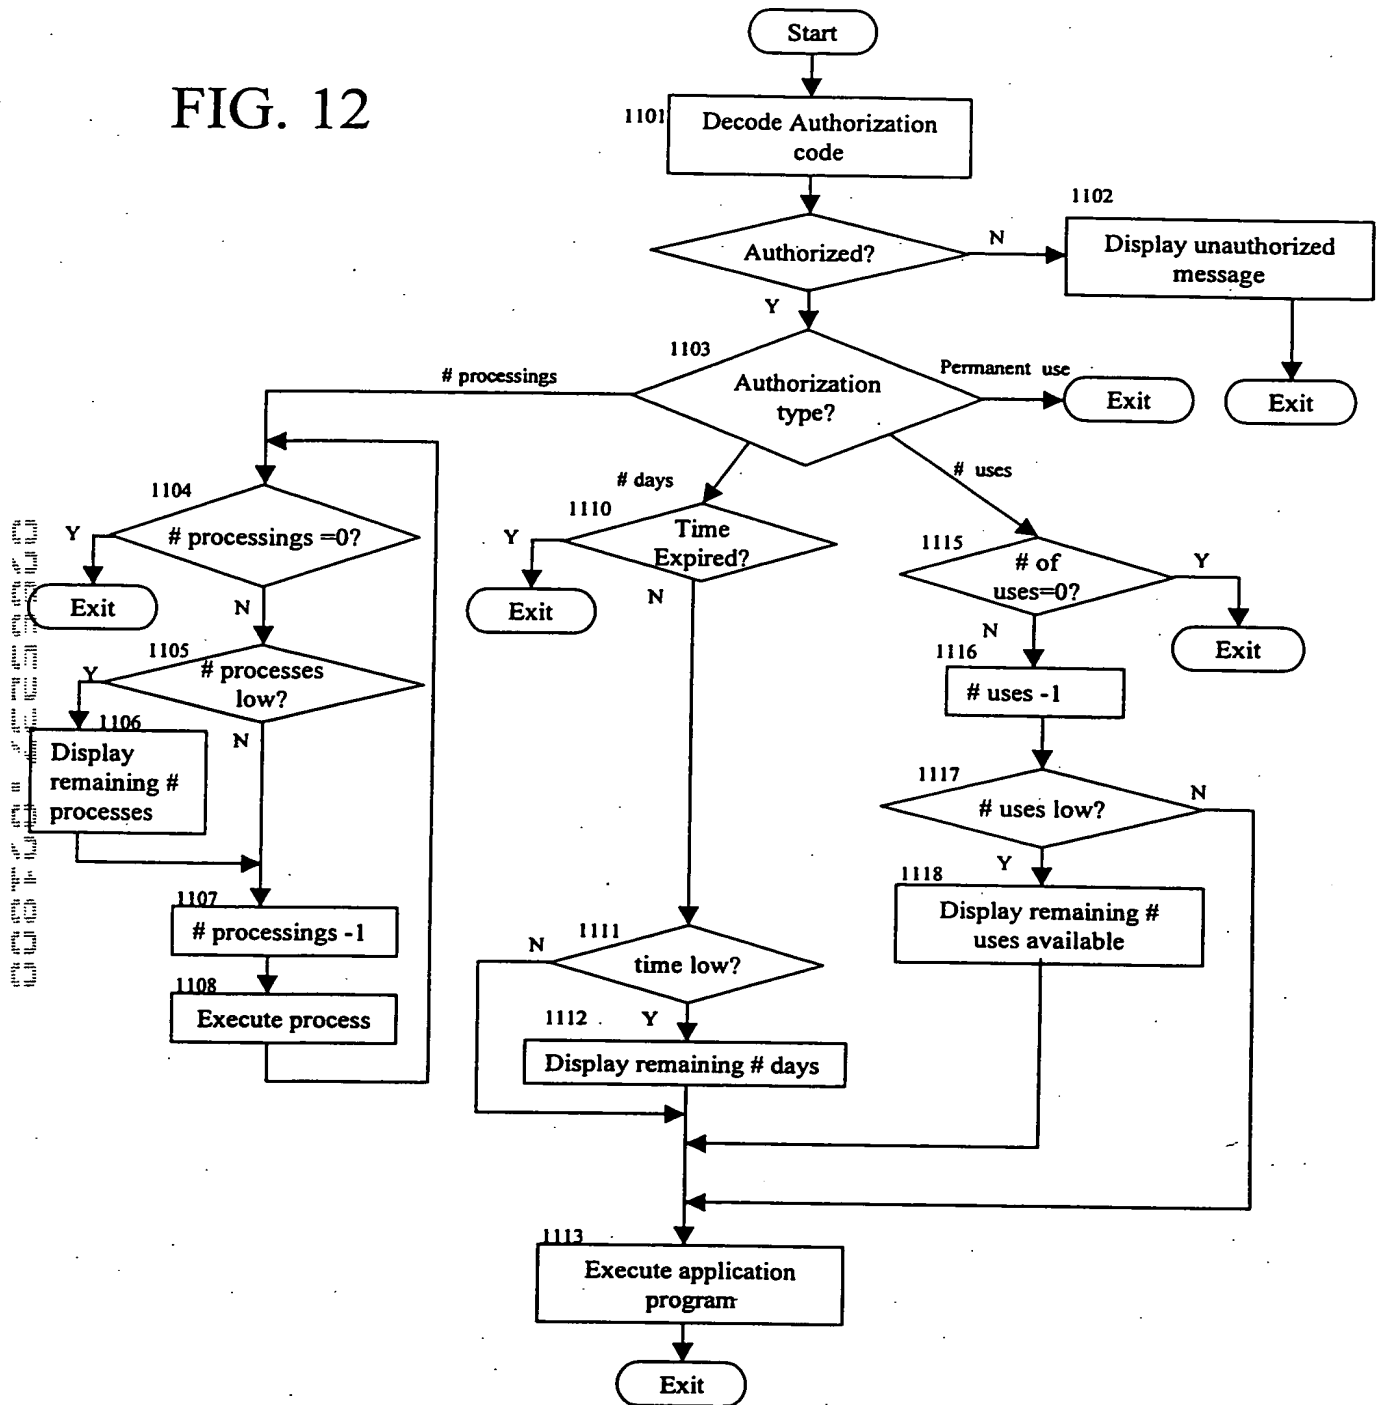 FIG. 12
Start
1101
Decode Authorization
code
Authorized?
N
1102
Display unauthorized
message
Exit
Y
1103
Authorization
type?
# processings
Permanent use
Exit
# days
# uses
1104
# processings =0?
Y
Exit
N
1105
# processes
low?
Y
1106
Display
remaining #
processes
N
1107
# processings -1
1108
Execute process
1110
Time
Expired?
Y
Exit
N
1111
time low?
N
Y
1112
Display remaining # days
1115
# of
uses=0?
Y
Exit
N
1116
# uses -1
1117
# uses low?
N
Y
1118
Display remaining #
uses available
1113
Execute application
program
Exit